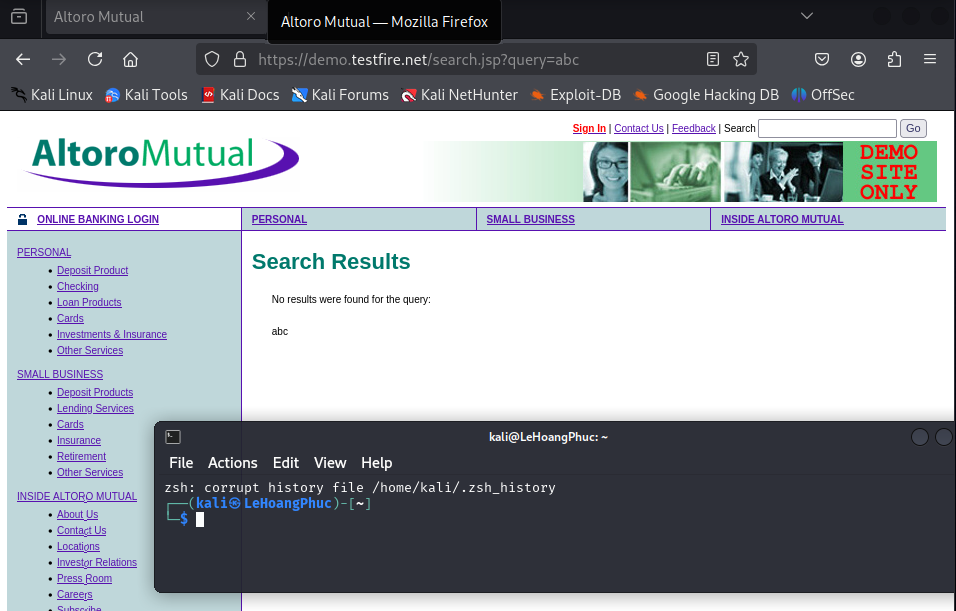 Altoro Mutual
Altoro Mutual — Mozilla Firefox
https://demo.testfire.net/search.jsp?query=abc
Kali Linux Kali Tools Kali Docs Kali Forums Kali NetHunter Exploit-DB Google Hacking DB OffSec
Sign In | Contact Us | Feedback | Search Go
AltoroMutual
DEMO
SITE
ONLY
ONLINE BANKING LOGIN PERSONAL SMALL BUSINESS INSIDE ALTORO MUTUAL
PERSONAL
Deposit Product
Checking
Loan Products
Cards
Investments & Insurance
Other Services
SMALL BUSINESS
Deposit Products
Lending Services
Cards
Insurance
Retirement
Other Services
INSIDE ALTORO MUTUAL
About Us
Contact Us
Locations
Investor Relations
Press Room
Careers
Subscribe
Search Results
No results were found for the query:
abc
kali@LeHoangPhuc: ~
File Actions Edit View Help
zsh: corrupt history file /home/kali/.zsh_history
┌──(kali㉿LeHoangPhuc)-[~]
└─$